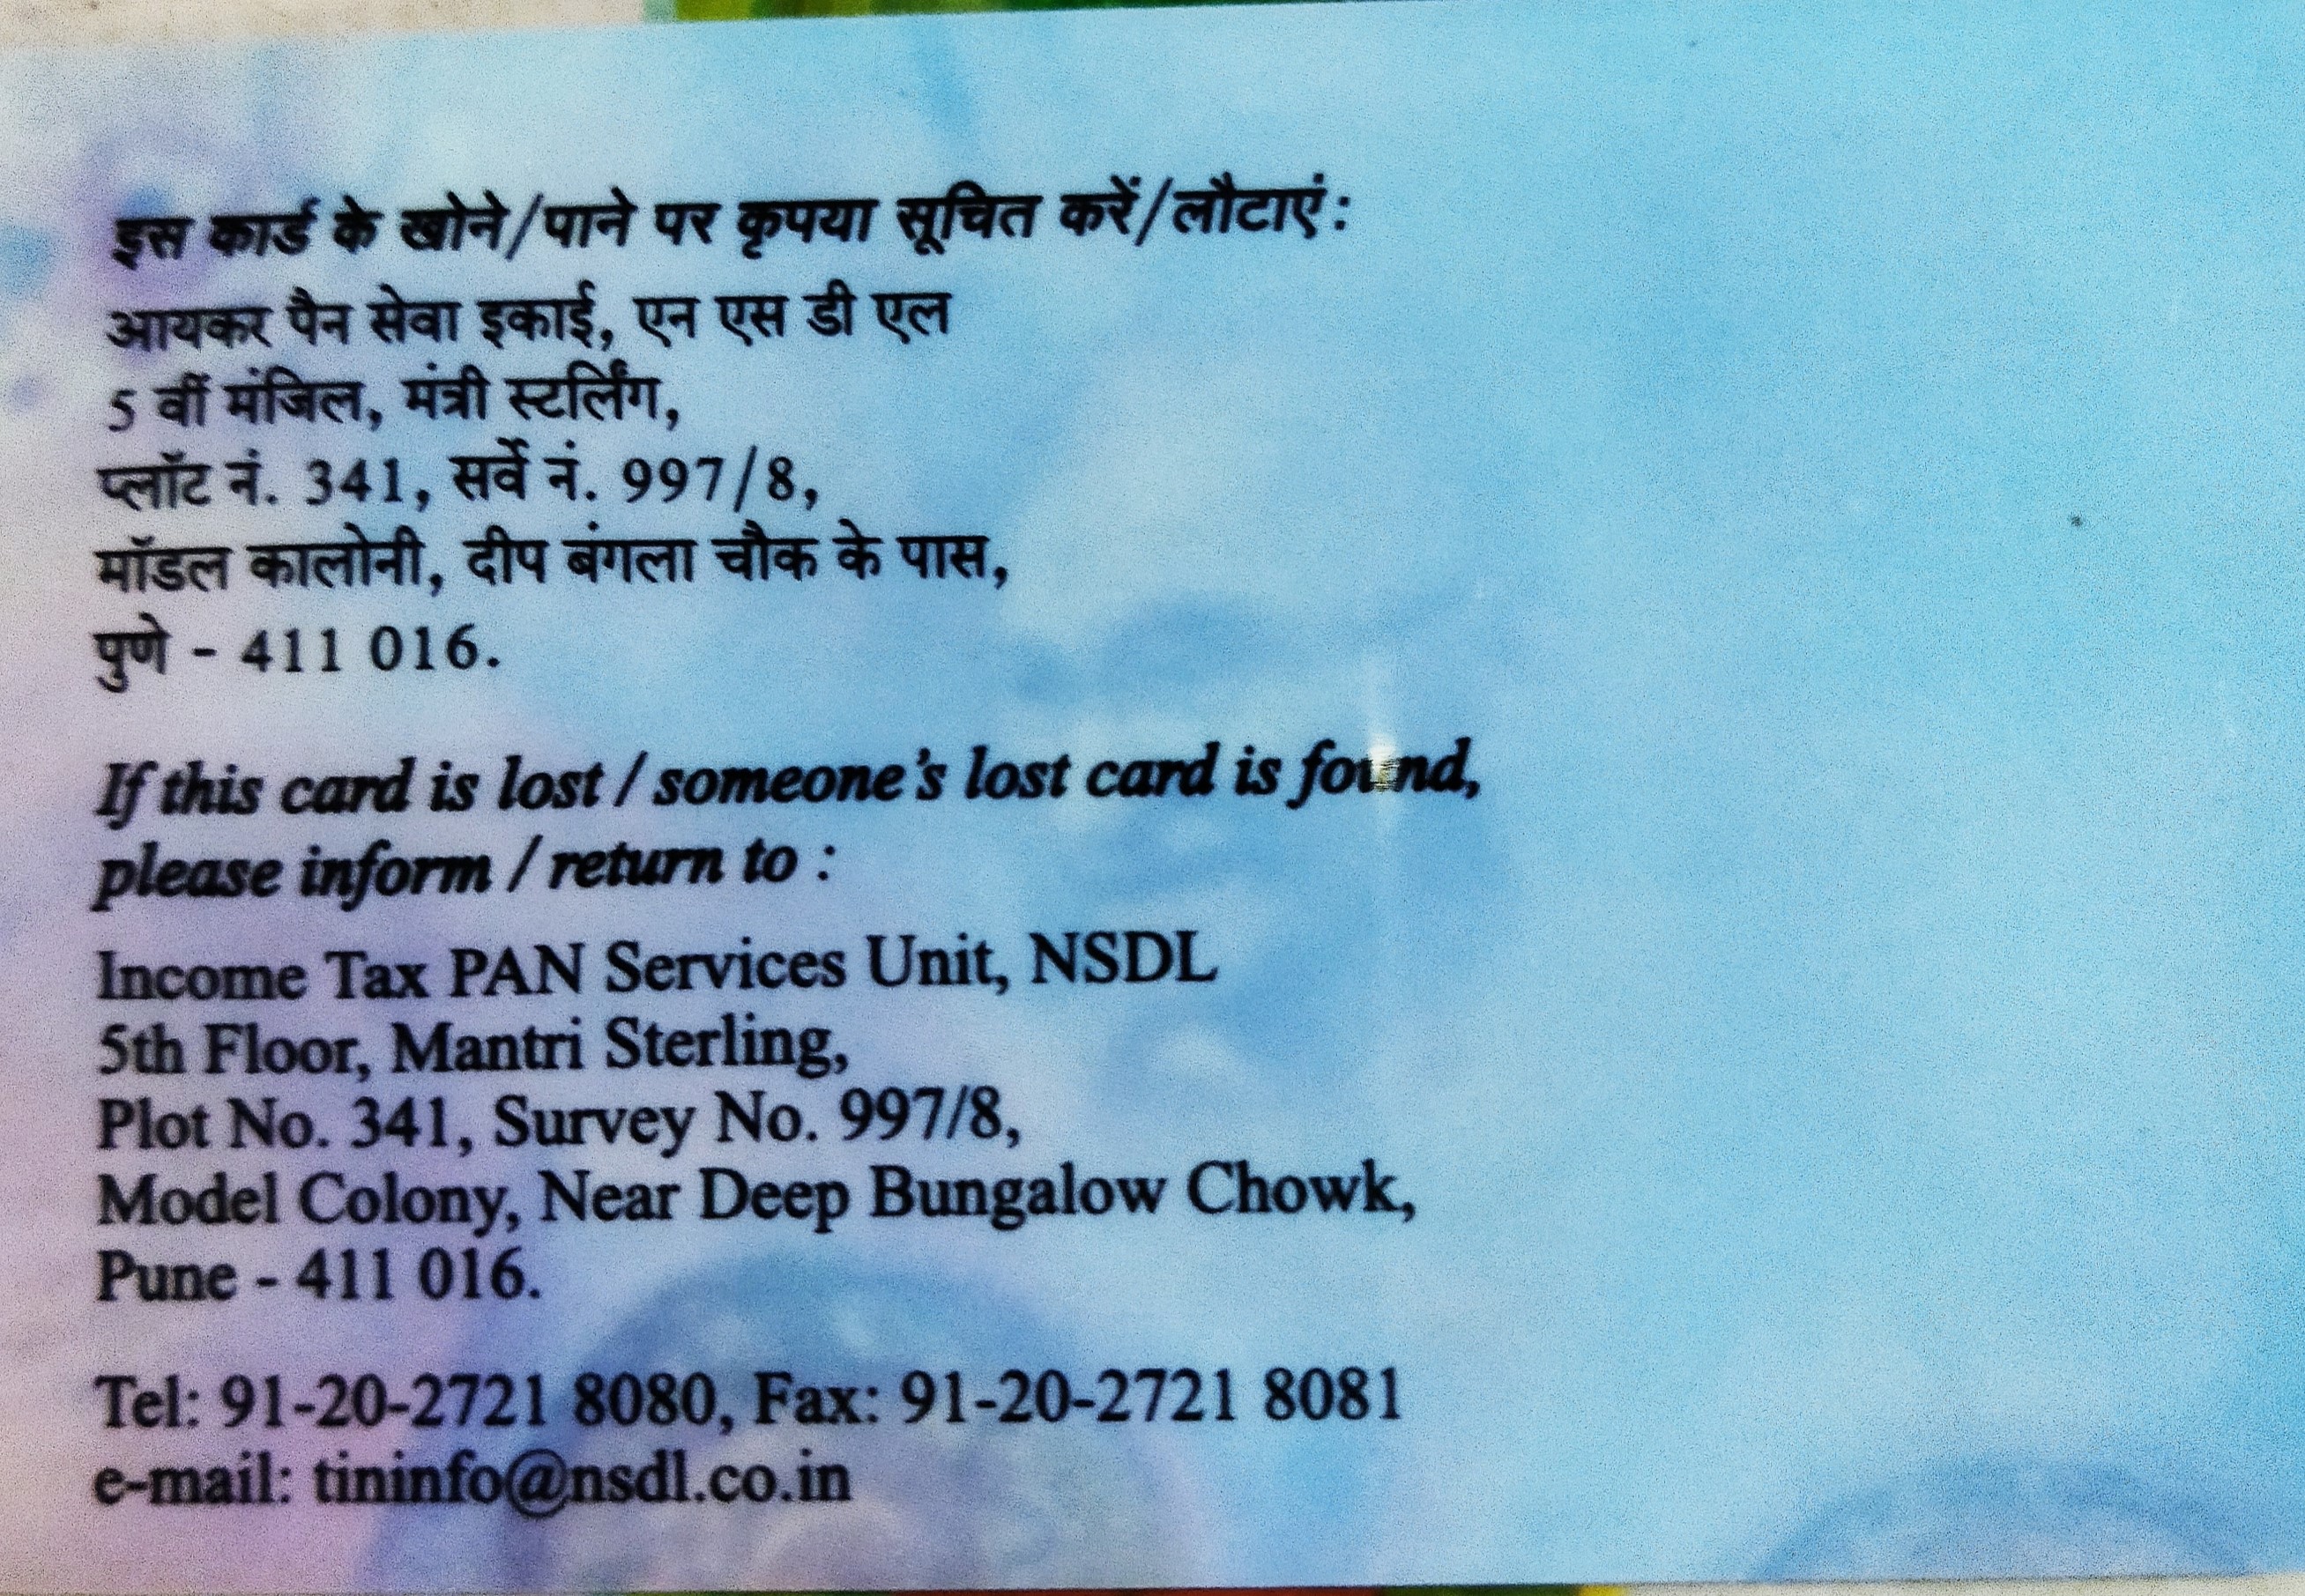 इस कार्ड के खोने/पाने पर कृपया सूचित करें/लौटाएं:
आयकर पैन सेवा इकाई, एन एस डी एल
5 वीं मंजिल, मंत्री स्टर्लिंग,
प्लॉट नं. 341, सर्वे नं. 997/8,
मॉडल कालोनी, दीप बंगला चौक के पास,
पुणे - 411 016.
If this card is lost / someone's lost card is found,
please inform / return to :
Income Tax PAN Services Unit, NSDL
5th Floor, Mantri Sterling,
Plot No. 341, Survey No. 997/8,
Model Colony, Near Deep Bungalow Chowk,
Pune - 411 016.
Tel: 91-20-2721 8080, Fax: 91-20-2721 8081
e-mail: tininfo@nsdl.co.in